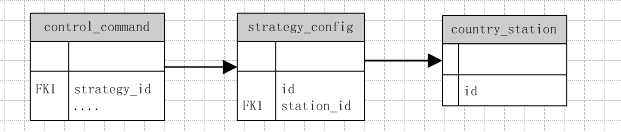 control_command
FK1 strategy_id
....
strategy_config
id
FK1 station_id
country_station
id